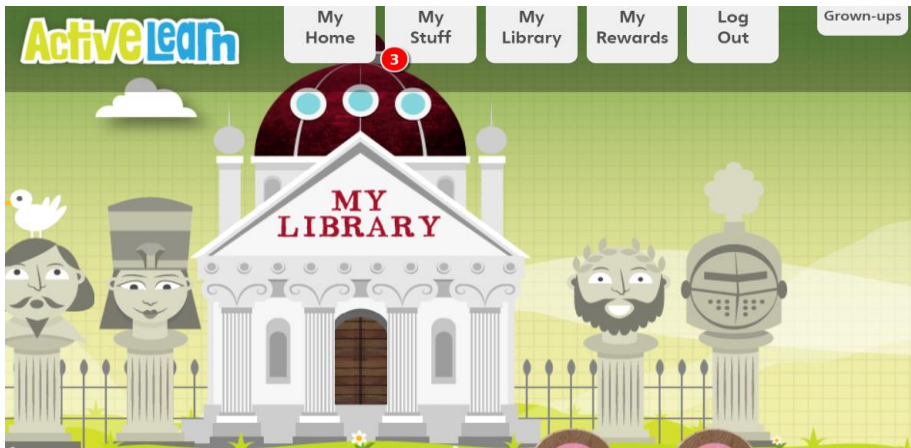 ActiveLearn
My Home
My Stuff
3
My Library
My Rewards
Log Out
Grown-ups
MY
LIBRARY